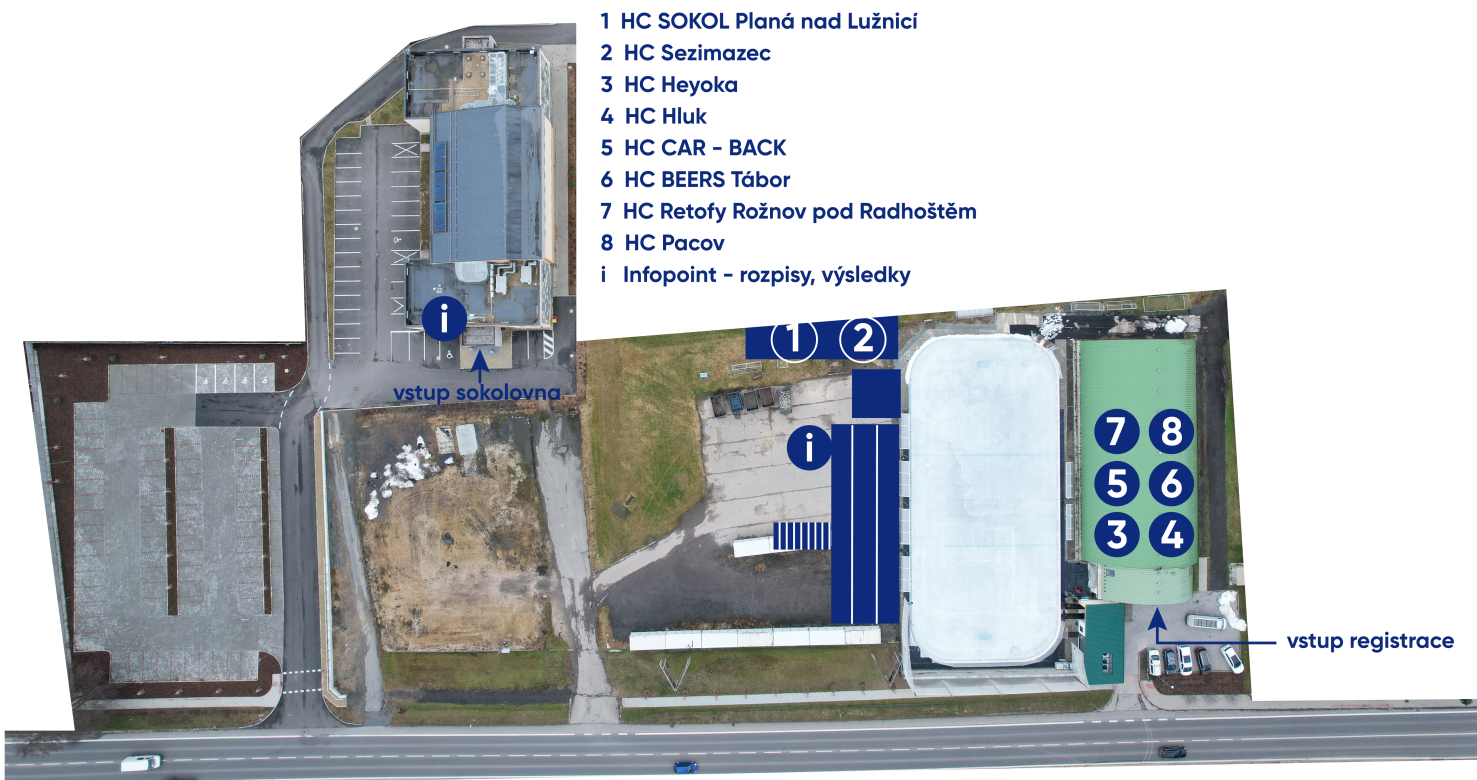 1 HC SOKOL Planá nad Lužnicí
2 HC Sezimazec
3 HC Heyoka
4 HC Hluk
5 HC CAR - BACK
6 HC BEERS Tábor
7 HC Retofy Rožnov pod Radhoštěm
8 HC Pacov
i Infopoint - rozpisy, výsledky
i
1 2
vstup sokolovna
7 8
i
5 6
3 4
vstup registrace